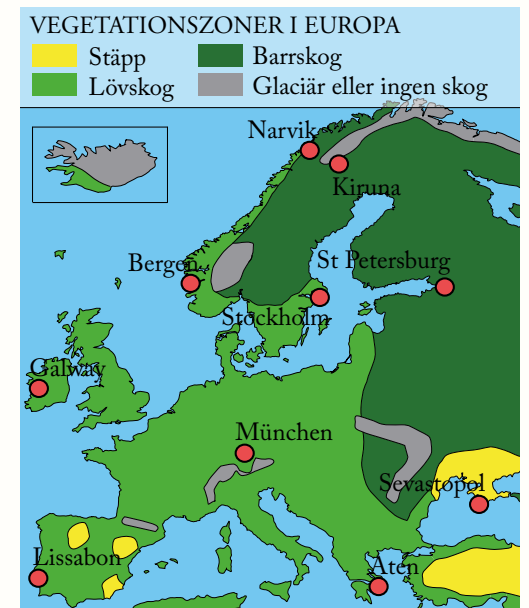 VEGETATIONSZONER I EUROPA
Stäpp
Barrskog
Lövskog
Glaciär eller ingen skog
Narvik
Kiruna
Bergen
St Petersburg
Stockholm
Galway
München
Sevastopol
Lissabon
Aten